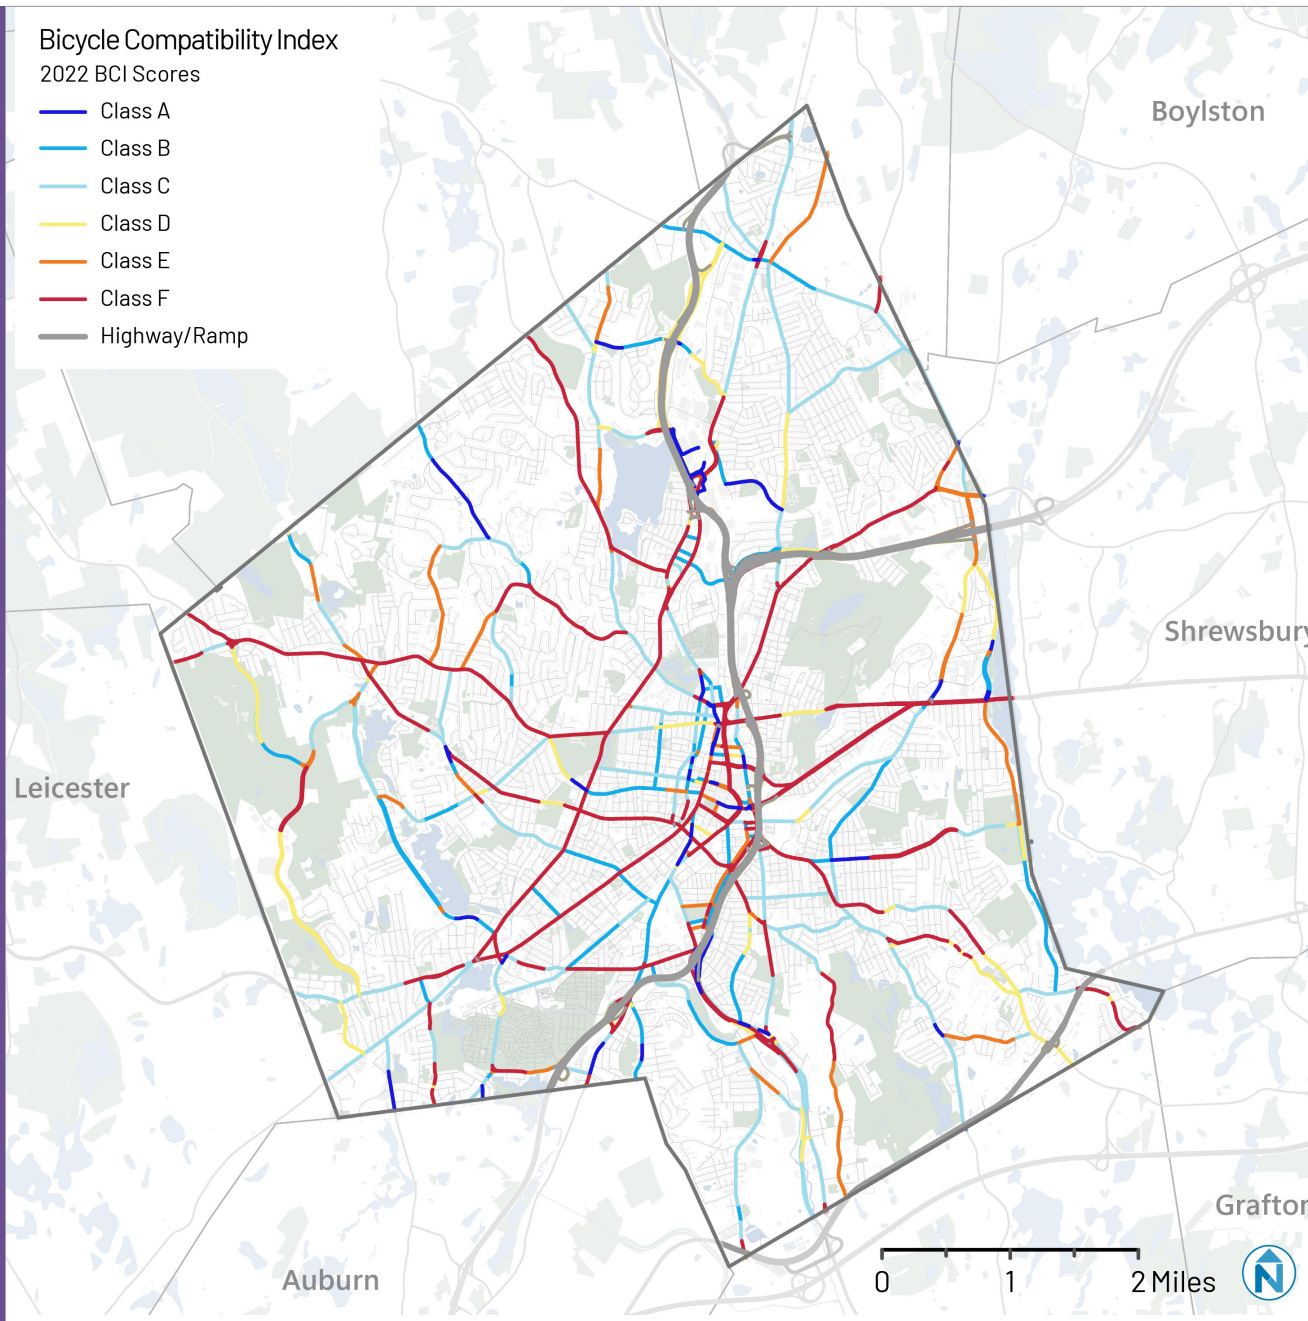 Bicycle Compatibility Index
2022 BCI Scores
Class A
Class B
Class C
Class D
Class E
Class F
Highway/Ramp
Boylston
Shrewsbury
Leicester
Auburn
Grafton
0 1 2 Miles
N